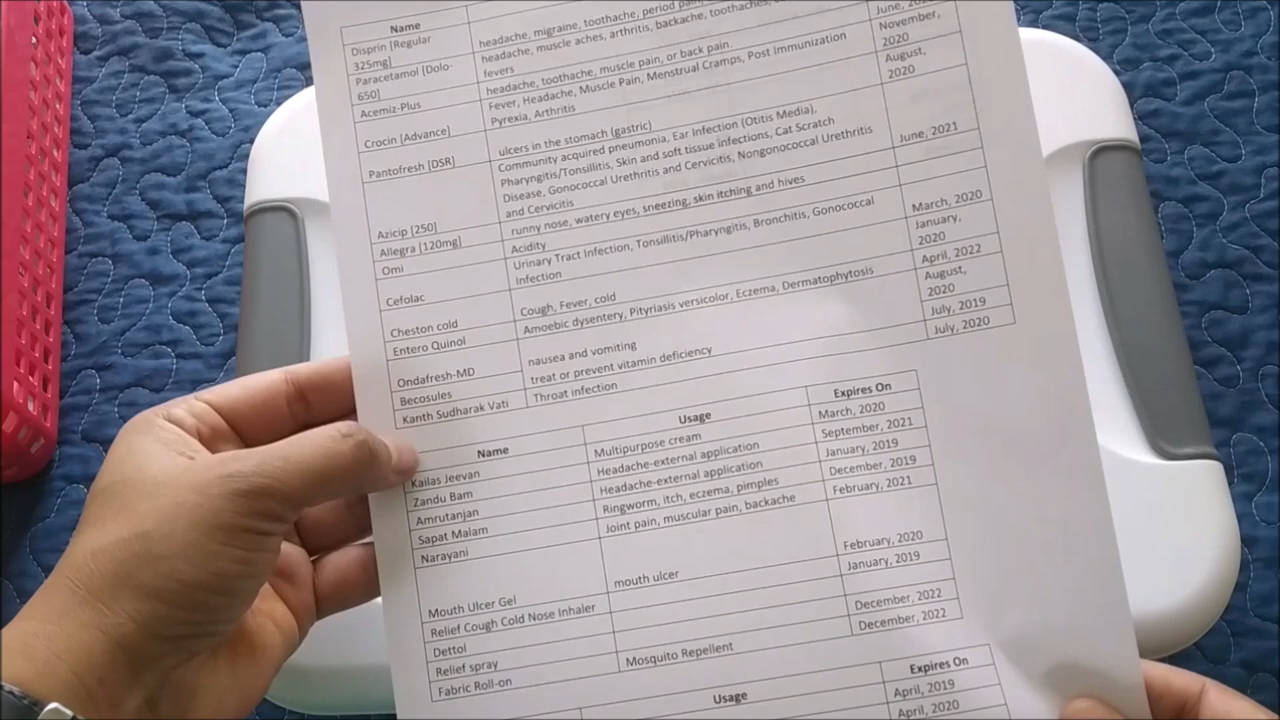 Name
Disprin [Regular
325mg] headache, migraine, toothache, period pain
Paracetamol [Dolo- headache, muscle aches, arthritis, backache, toothaches,
650] fevers
Acemiz-Plus headache, toothache, muscle pain, or back pain. June,
Crocin [Advance] Fever, Headache, Muscle Pain, Menstrual Cramps, Post Immunization November,
Pyrexia, Arthritis 2020
Pantofresh [DSR] ulcers in the stomach (gastric) August,
2020
Community acquired pneumonia, Ear Infection (Otitis Media),
Pharyngitis/Tonsillitis, Skin and soft tissue infections, Cat Scratch
Disease, Gonococcal Urethritis and Cervicitis, Nongonococcal Urethritis
Azicip [250] and Cervicitis June, 2021
Allegra [120mg] runny nose, watery eyes, sneezing, skin itching and hives
Omi Acidity
Urinary Tract Infection, Tonsillitis/Pharyngitis, Bronchitis, Gonococcal
Cefolac Infection March, 2020
January,
Cheston cold Cough, Fever, cold 2020
Entero Quinol Amoebic dysentery, Pityriasis versicolor, Eczema, Dermatophytosis April, 2022
August,
Ondafresh-MD nausea and vomiting 2020
Becosules treat or prevent vitamin deficiency July, 2019
Kanth Sudharak Vati Throat infection July, 2020
Name Usage Expires On
Kailas Jeevan Multipurpose cream March, 2020
Zandu Bam Headache-external application September, 2021
Amrutanjan Headache-external application January, 2019
Sapat Malam Ringworm, itch, eczema, pimples December, 2019
Narayani Joint pain, muscular pain, backache February, 2021
Mouth Ulcer Gel mouth ulcer February, 2020
Relief Cough Cold Nose Inhaler January, 2019
Dettol
Relief spray December, 2022
Fabric Roll-on Mosquito Repellent December, 2022
Usage Expires On
April, 2019
April, 2020